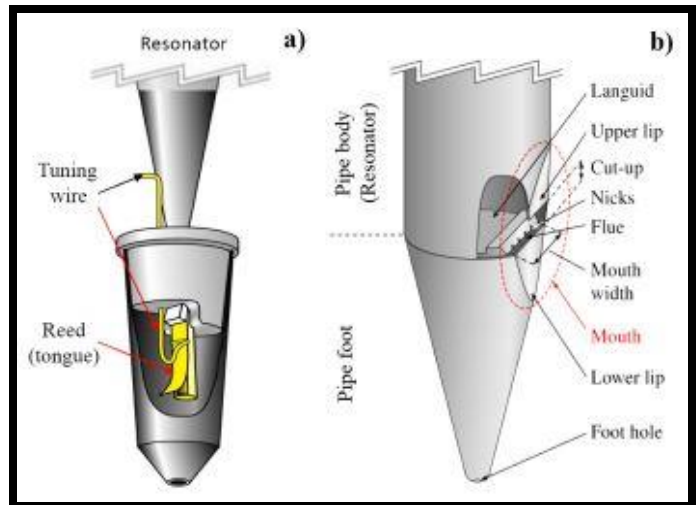 Resonator
a)
Tuning
wire
Reed
(tongue)
b)
Pipe body
(Resonator)
Pipe foot
Languid
Upper lip
Cut-up
Nicks
Flue
Mouth
width
Mouth
Lower lip
Foot hole